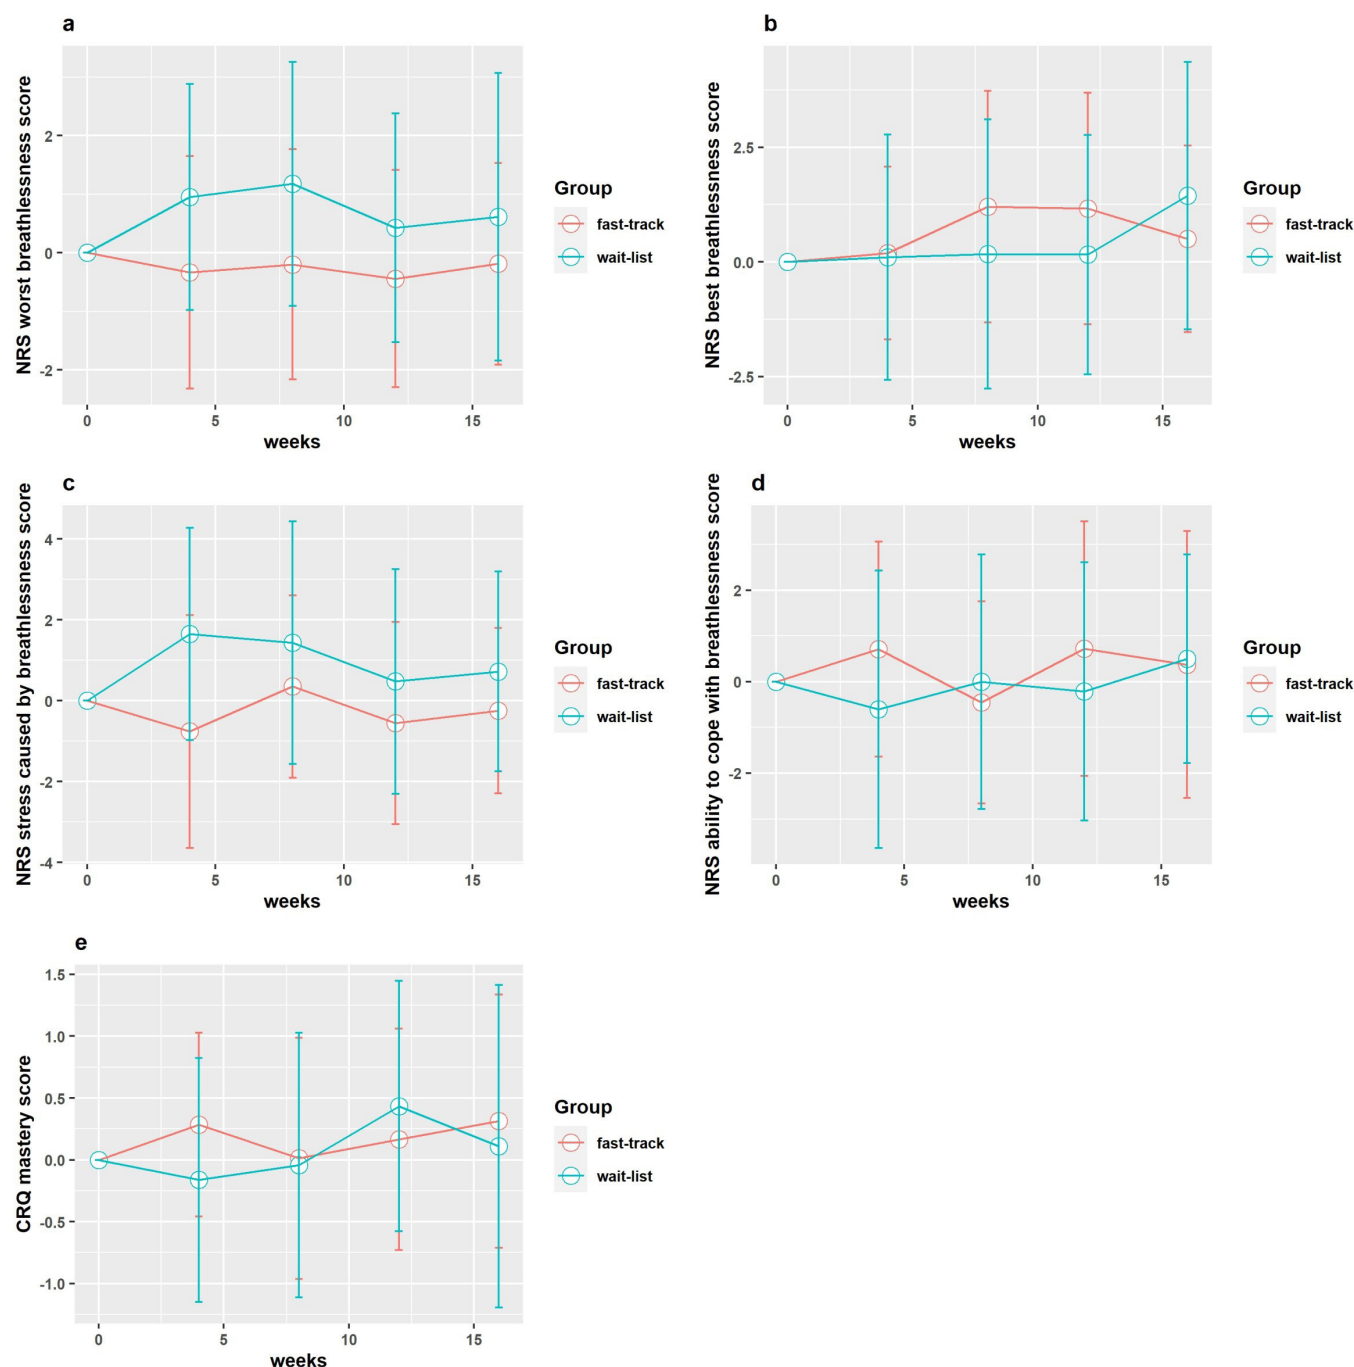 a
NRS worst breathlessness score
2
0
-2
0 5 10 15
weeks
Group
fast-track
wait-list
b
NRS best breathlessness score
2.5
0.0
-2.5
0 5 10 15
weeks
Group
fast-track
wait-list
c
NRS stress caused by breathlessness score
4
2
0
-2
-4
0 5 10 15
weeks
Group
fast-track
wait-list
d
NRS ability to cope with breathlessness score
2
0
-2
0 5 10 15
weeks
Group
fast-track
wait-list
e
CRQ mastery score
1.5
1.0
0.5
0.0
-0.5
-1.0
0 5 10 15
weeks
Group
fast-track
wait-list